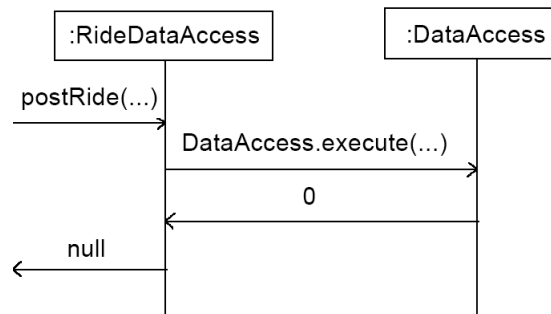 :RideDataAccess
:DataAccess
postRide(...)
DataAccess.execute(...)
0
null